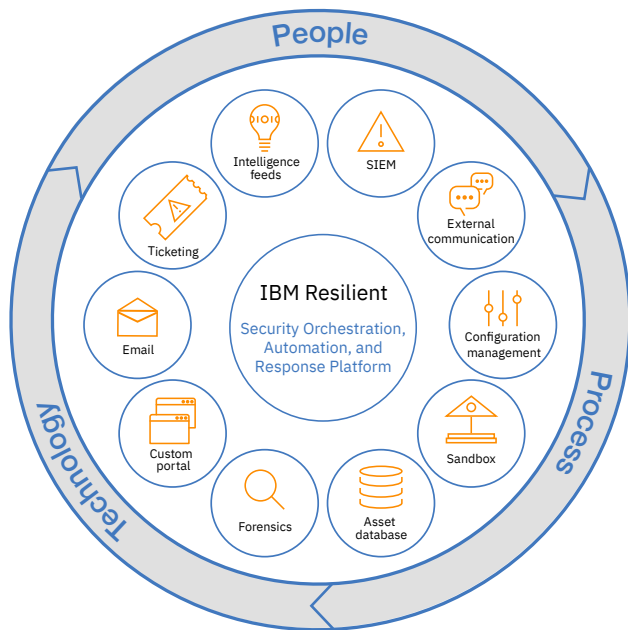 People
Intelligence
feeds
SIEM
Ticketing
External
communication
IBM Resilient
Security Orchestration,
Automation, and
Response Platform
Email
Configuration
management
Custom
portal
Sandbox
Forensics
Asset
database
Technology
Process